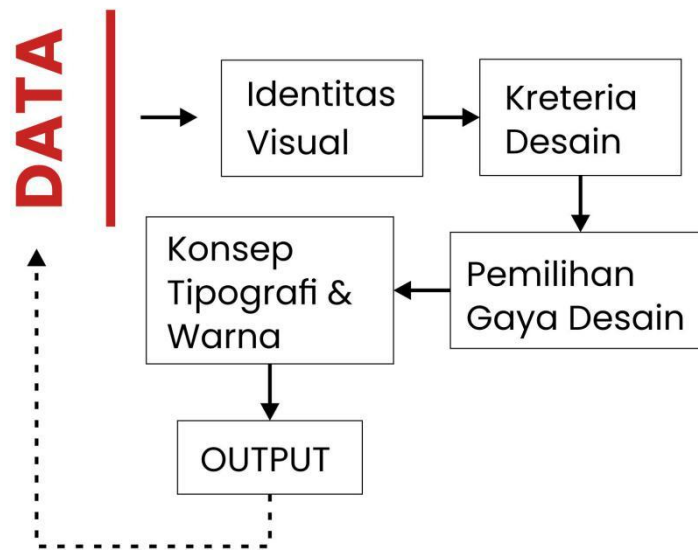 DATA
Identitas
Visual
Kreteria
Desain
Pemilihan
Gaya Desain
Konsep
Tipografi &
Warna
OUTPUT